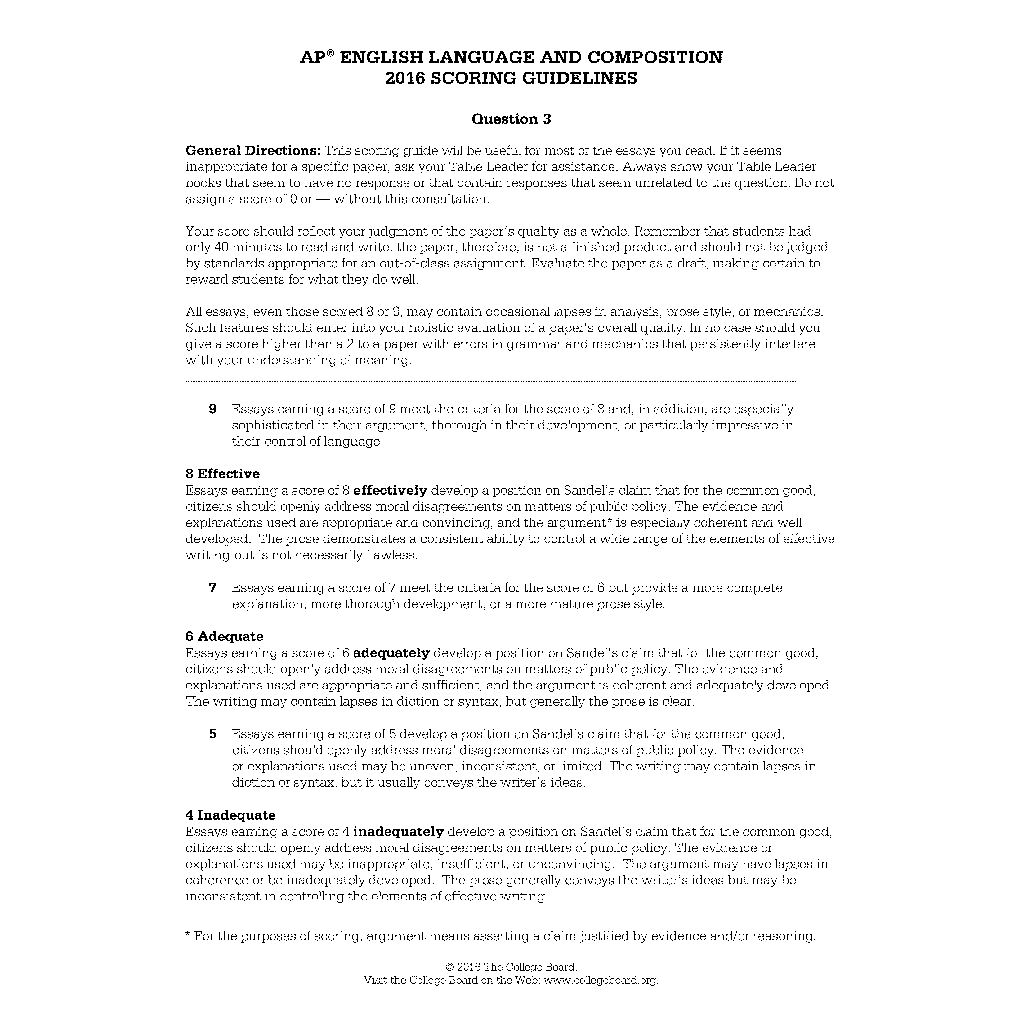 AP® ENGLISH LANGUAGE AND COMPOSITION
2016 SCORING GUIDELINES
Question 3
General Directions: This scoring guide will be useful for most of the essays you read. If it seems
inappropriate for a specific paper, ask your Table Leader for assistance. Always show your Table Leader
books that seem to have no response or that contain responses that seem unrelated to the question. Do not
assign a score of 0 or — without this consultation.
Your score should reflect your judgment of the paper's quality as a whole. Remember that students had
only 40 minutes to read and write; the paper, therefore, is not a finished product and should not be judged
by standards appropriate for an out-of-class assignment. Evaluate the paper as a draft, making certain to
reward students for what they do well.
All essays, even those scored 8 or 9, may contain occasional lapses in analysis, prose style, or mechanics.
Such features should enter into your holistic evaluation of a paper's overall quality. In no case should you
give a score higher than a 2 to a paper with errors in grammar and mechanics that persistently interfere
with your understanding of meaning.
9 Essays earning a score of 9 meet the criteria for the score of 8 and, in addition, are especially
sophisticated in their argument, thorough in their development, or particularly impressive in
their control of language.
8 Effective
Essays earning a score of 8 effectively develop a position on Sandel's claim that for the common good,
citizens should openly address moral disagreements on matters of public policy. The evidence and
explanations used are appropriate and convincing, and the argument* is especially coherent and well
developed. The prose demonstrates a consistent ability to control a wide range of the elements of effective
writing but is not necessarily flawless.
7 Essays earning a score of 7 meet the criteria for the score of 6 but provide a more complete
explanation, more thorough development, or a more mature prose style.
6 Adequate
Essays earning a score of 6 adequately develop a position on Sandel's claim that for the common good,
citizens should openly address moral disagreements on matters of public policy. The evidence and
explanations used are appropriate and sufficient, and the argument is coherent and adequately developed.
The writing may contain lapses in diction or syntax, but generally the prose is clear.
5 Essays earning a score of 5 develop a position on Sandel's claim that for the common good,
citizens should openly address moral disagreements on matters of public policy. The evidence
or explanations used may be uneven, inconsistent, or limited. The writing may contain lapses in
diction or syntax, but it usually conveys the writer's ideas.
4 Inadequate
Essays earning a score of 4 inadequately develop a position on Sandel's claim that for the common good,
citizens should openly address moral disagreements on matters of public policy. The evidence or
explanations used may be inappropriate, insufficient, or unconvincing. The argument may have lapses in
coherence or be inadequately developed. The prose generally conveys the writer's ideas but may be
inconsistent in controlling the elements of effective writing.
* For the purposes of scoring, argument means asserting a claim justified by evidence and/or reasoning.
© 2016 The College Board.
Visit the College Board on the Web: www.collegeboard.org.